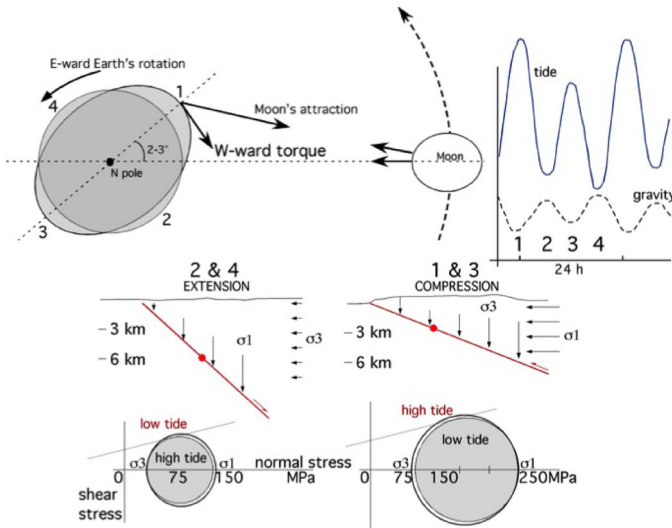 E-ward Earth's rotation
1
4
Moon's attraction
2-3°
W-ward torque
N pole
Moon
3
2
tide
gravity
1 2 3 4
24 h
2 & 4
EXTENSION
1 & 3
COMPRESSION
− 3 km
− 6 km
σ1
σ3
− 3 km
− 6 km
σ3
σ1
low tide
high tide
σ3
σ1
0 75 150
normal stress
MPa
shear
stress
high tide
low tide
σ3
σ1
0 75 150 250MPa